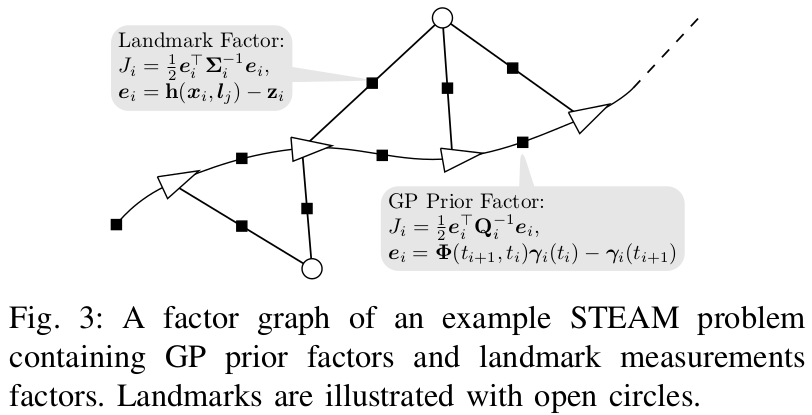 Landmark Factor:
$J_i = \frac{1}{2} \boldsymbol{e}_i^\top \boldsymbol{\Sigma}_i^{-1} \boldsymbol{e}_i,$
$\boldsymbol{e}_i = \mathbf{h}(\boldsymbol{x}_i, \boldsymbol{l}_j) - \mathbf{z}_i$
GP Prior Factor:
$J_i = \frac{1}{2} \boldsymbol{e}_i^\top \mathbf{Q}_i^{-1} \boldsymbol{e}_i,$
$\boldsymbol{e}_i = \boldsymbol{\Phi}(t_{i+1}, t_i) \boldsymbol{\gamma}_i(t_i) - \boldsymbol{\gamma}_i(t_{i+1})$
Fig. 3: A factor graph of an example STEAM problem
containing GP prior factors and landmark measurements
factors. Landmarks are illustrated with open circles.